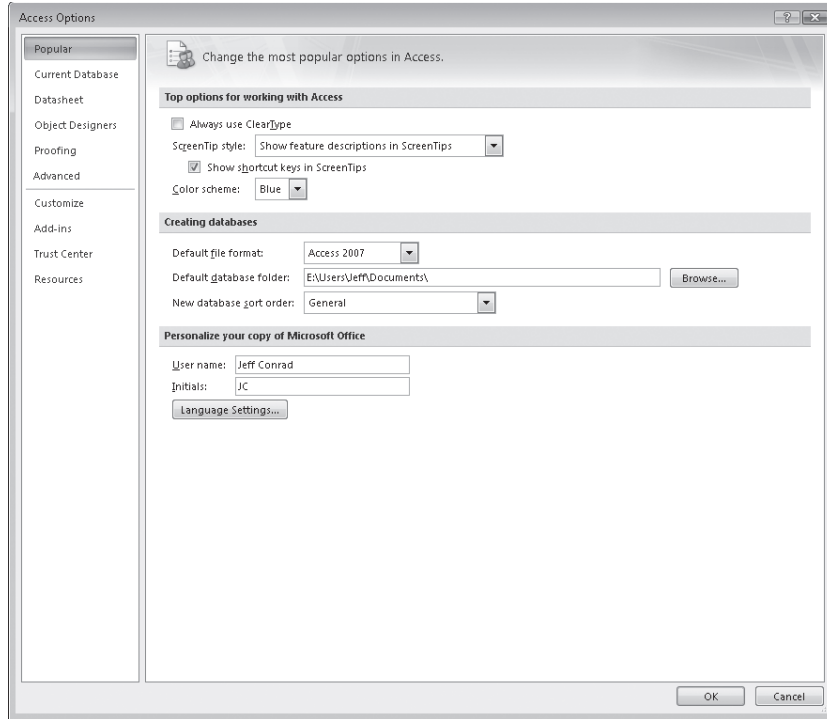 Access Options
Popular
Current Database
Datasheet
Object Designers
Proofing
Advanced
Customize
Add-ins
Trust Center
Resources
Change the most popular options in Access.
Top options for working with Access
Always use ClearType
ScreenTip style: Show feature descriptions in ScreenTips
Show shortcut keys in ScreenTips
Color scheme: Blue
Creating databases
Default file format: Access 2007
Default database folder: E:\Users\Jeff\Documents\ Browse...
New database sort order: General
Personalize your copy of Microsoft Office
User name: Jeff Conrad
Initials: JC
Language Settings...
OK Cancel